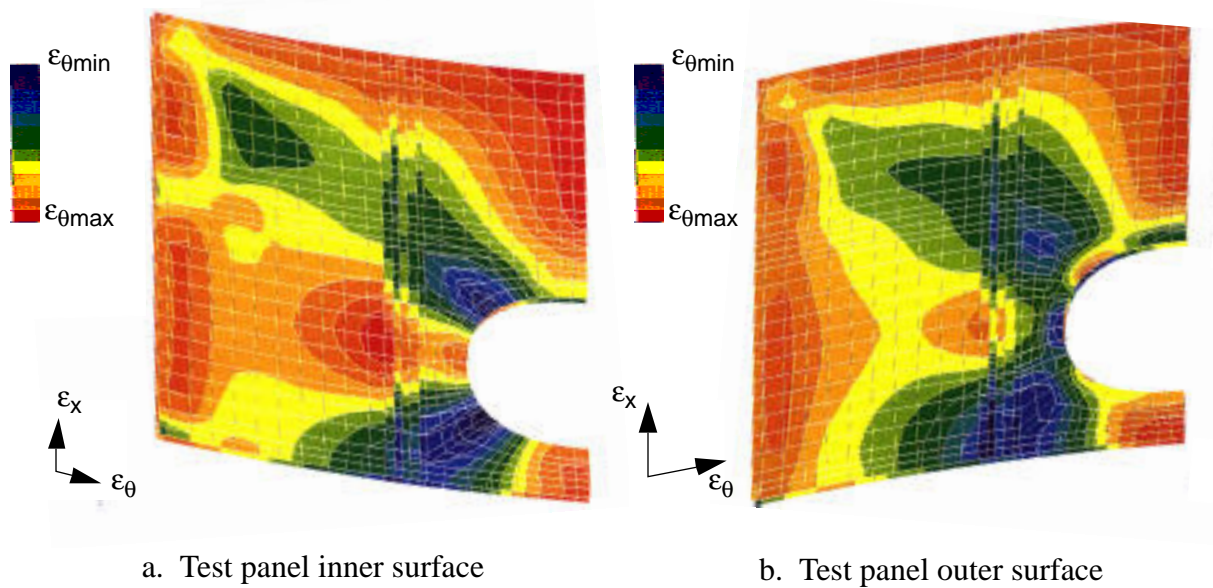 εθmin
εθmax
εx
εθ
a. Test panel inner surface
εθmin
εθmax
εx
εθ
b. Test panel outer surface